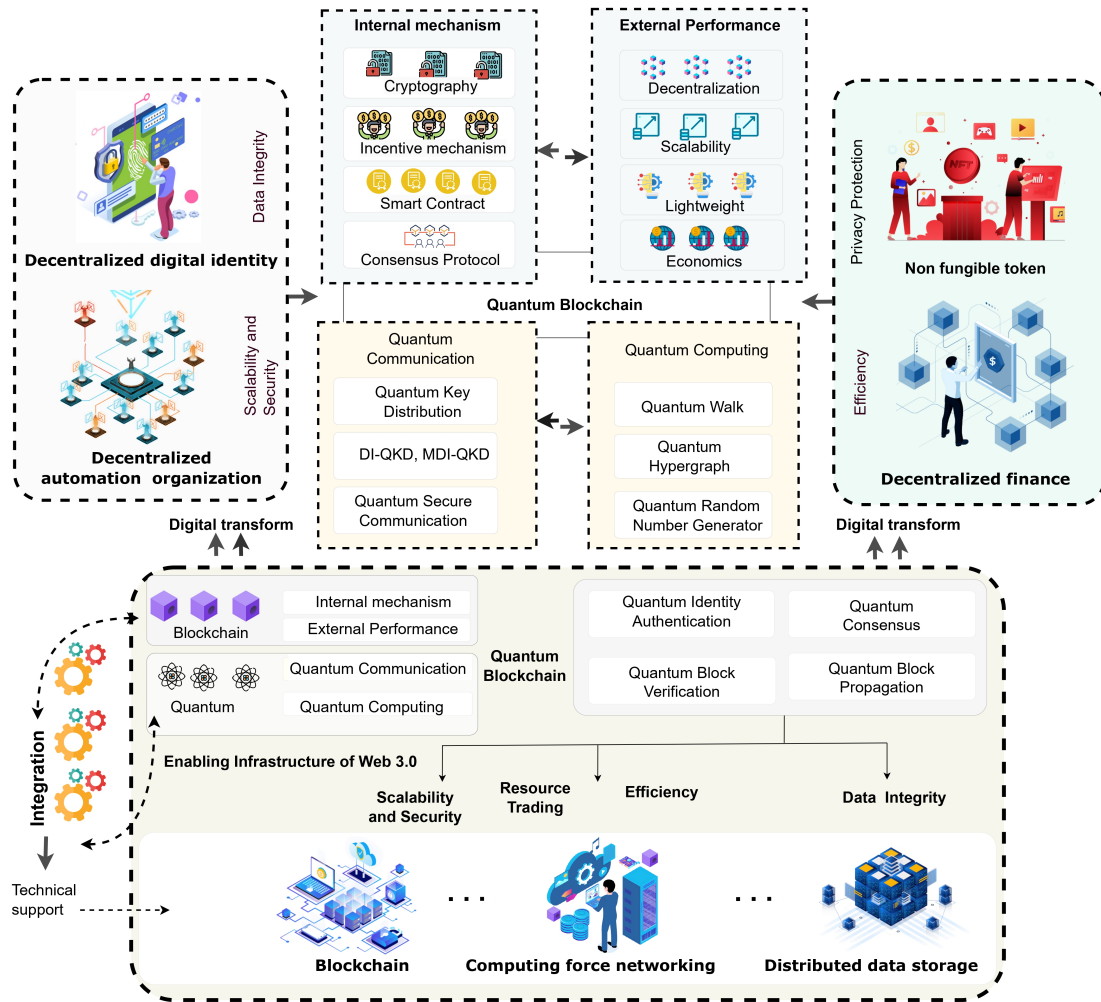 Internal mechanism
Cryptography
Incentive mechanism
Smart Contract
Consensus Protocol
External Performance
Decentralization
Scalability
Lightweight
Economics
Data Integrity
Decentralized digital identity
Scalability and
Security
Decentralized
automation organization
Privacy Protection
NFT
Non fungible token
Efficiency
$
Decentralized finance
Quantum Blockchain
Quantum
Communication
Quantum Key
Distribution
DI-QKD, MDI-QKD
Quantum Secure
Communication
Quantum Computing
Quantum Walk
Quantum
Hypergraph
Quantum Random
Number Generator
Digital transform
Digital transform
Blockchain
Internal mechanism
External Performance
Quantum
Quantum Communication
Quantum Computing
Quantum
Blockchain
Quantum Identity
Authentication
Quantum
Consensus
Quantum Block
Verification
Quantum Block
Propagation
Integration
Enabling Infrastructure of Web 3.0
Scalability
and Security
Resource
Trading
Efficiency
Data Integrity
Technical
support
. . .
. . .
Blockchain
Computing force networking
Distributed data storage